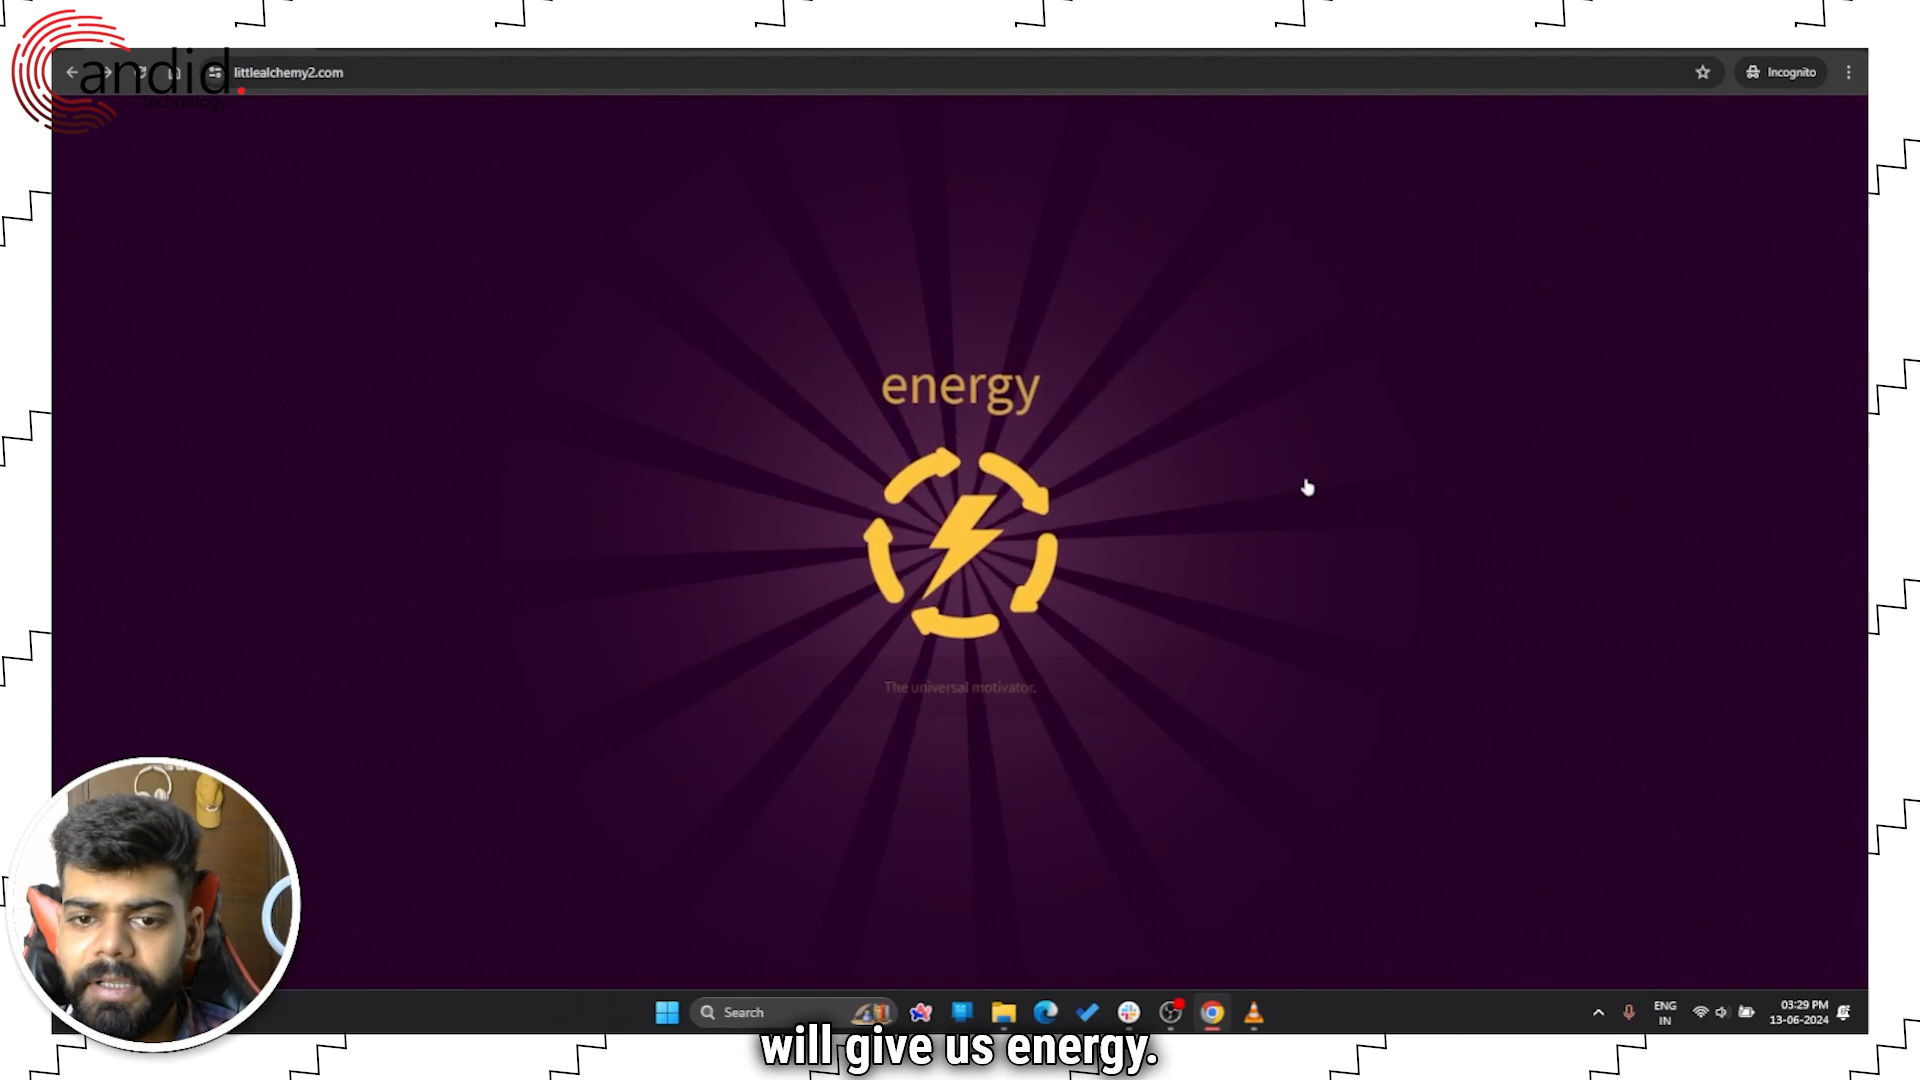 andid.
Technology
littlealchemy2.com
Incognito
energy
The universal motivator.
Search
ENG
IN
03:29 PM
13-06-2024
will give us energy.